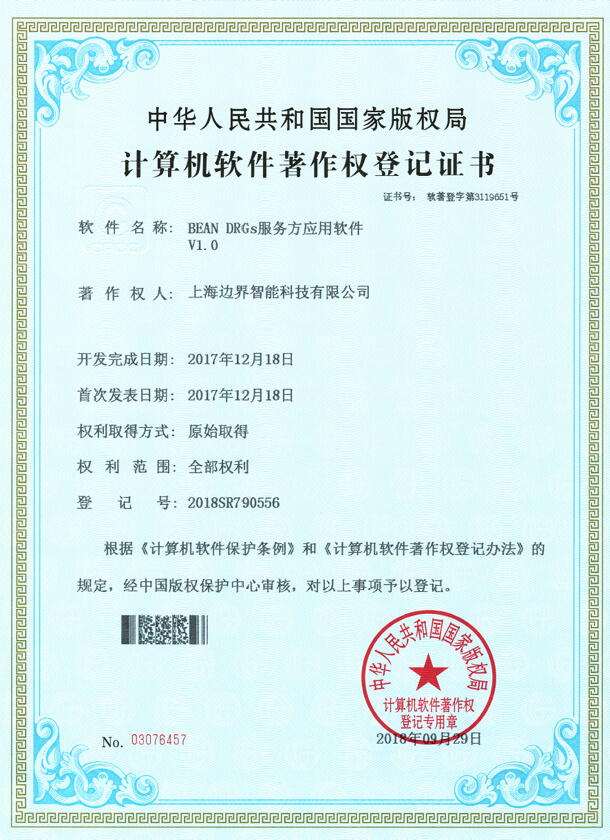 中华人民共和国国家版权局
计算机软件著作权登记证书
证书号： 软著登字第3119651号
软件名称： BEAN DRGs服务方应用软件
V1.0
著作权人： 上海边界智能科技有限公司
开发完成日期： 2017年12月18日
首次发表日期： 2017年12月18日
权利取得方式： 原始取得
权利范围： 全部权利
登记号： 2018SR790556
根据《计算机软件保护条例》和《计算机软件著作权登记办法》的
规定，经中国版权保护中心审核，对以上事项予以登记。
中华人民共和国国家版权局
计算机软件著作权
登记专用章
No. 03076457
2018年09月29日